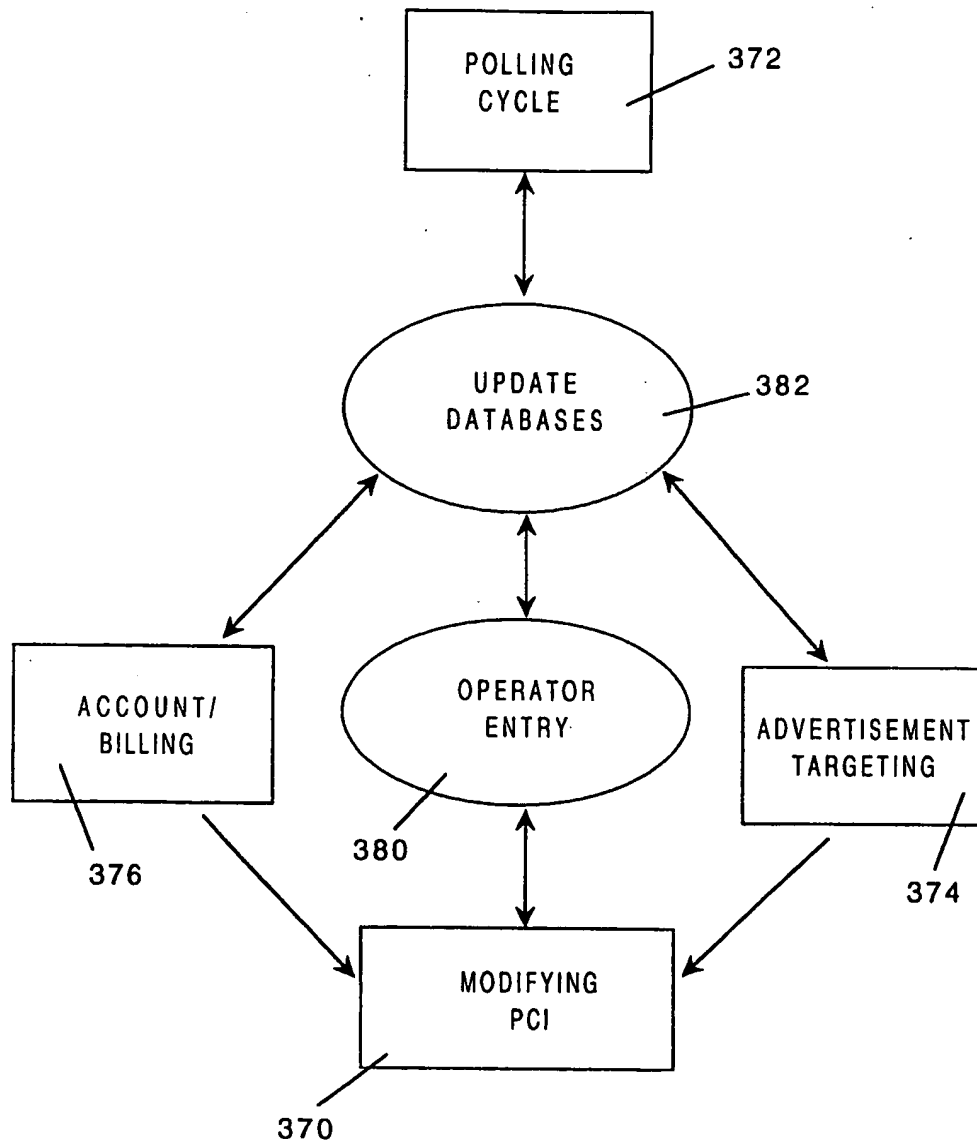 POLLING
CYCLE
372
UPDATE
DATABASES
382
ACCOUNT/
BILLING
376
OPERATOR
ENTRY
380
ADVERTISEMENT
TARGETING
374
MODIFYING
PCI
370